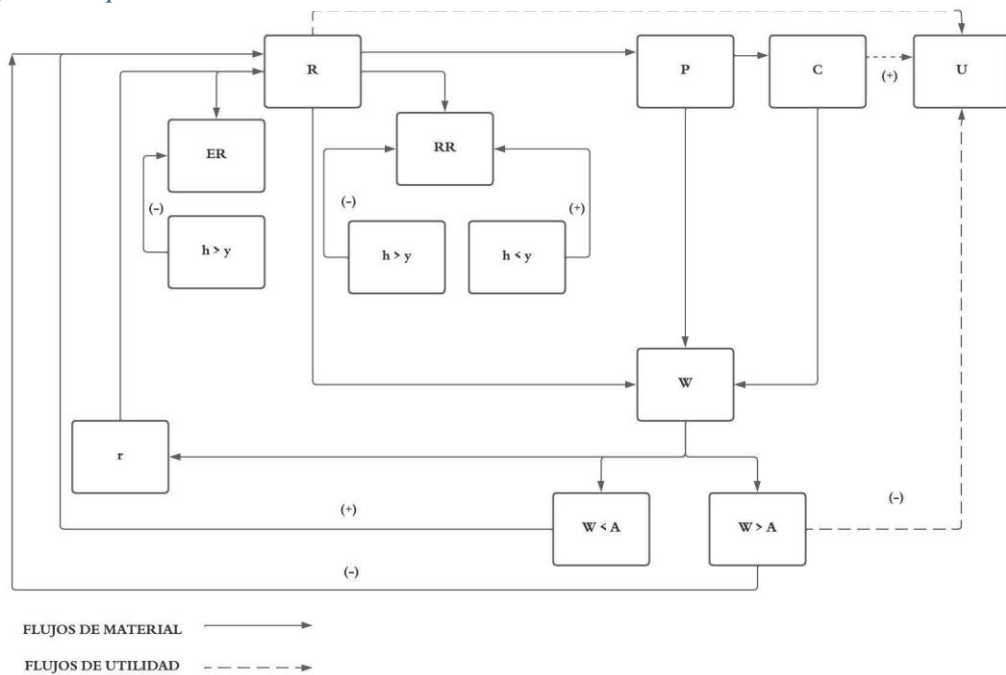 R
P
C
(+)
U
ER
RR
(-)
(-)
(+)
h > y
h > y
h < y
W
r
(+)
W < A
W > A
(-)
(-)
FLUJOS DE MATERIAL
FLUJOS DE UTILIDAD